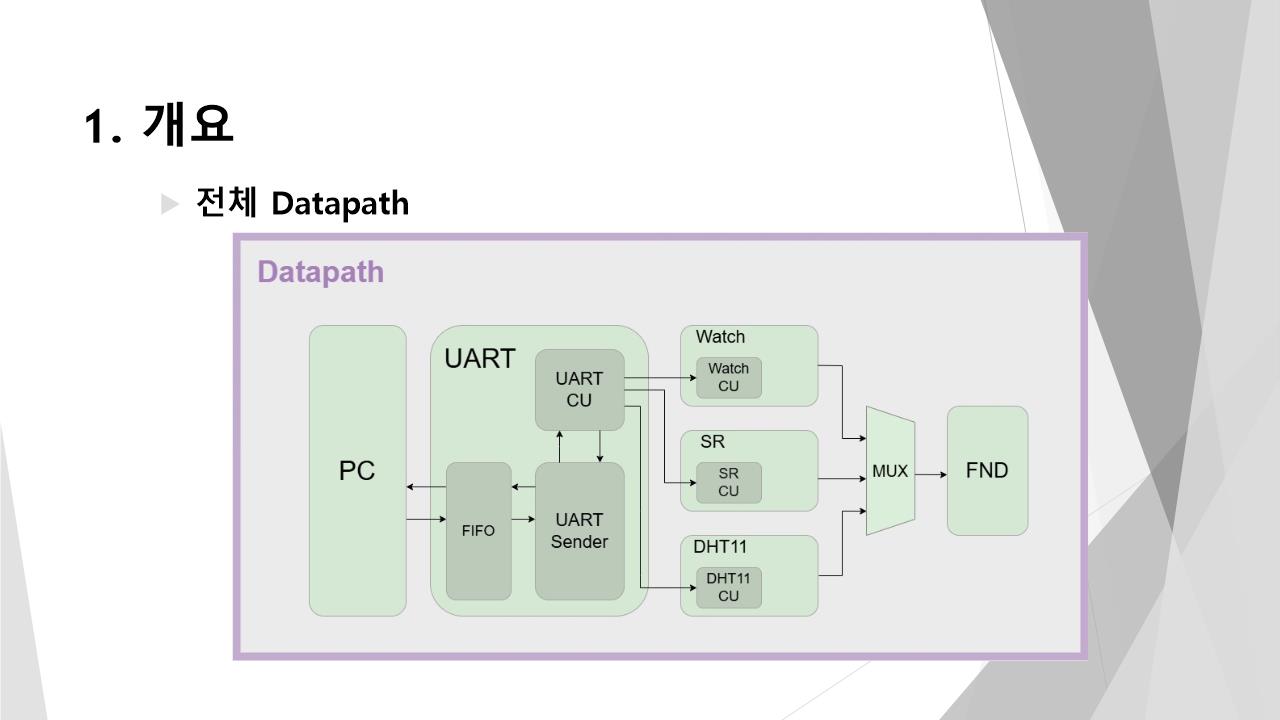 1. 개요
전체 Datapath
Datapath
PC
UART
UART
CU
FIFO
UART
Sender
Watch
Watch
CU
SR
SR
CU
DHT11
DHT11
CU
MUX
FND